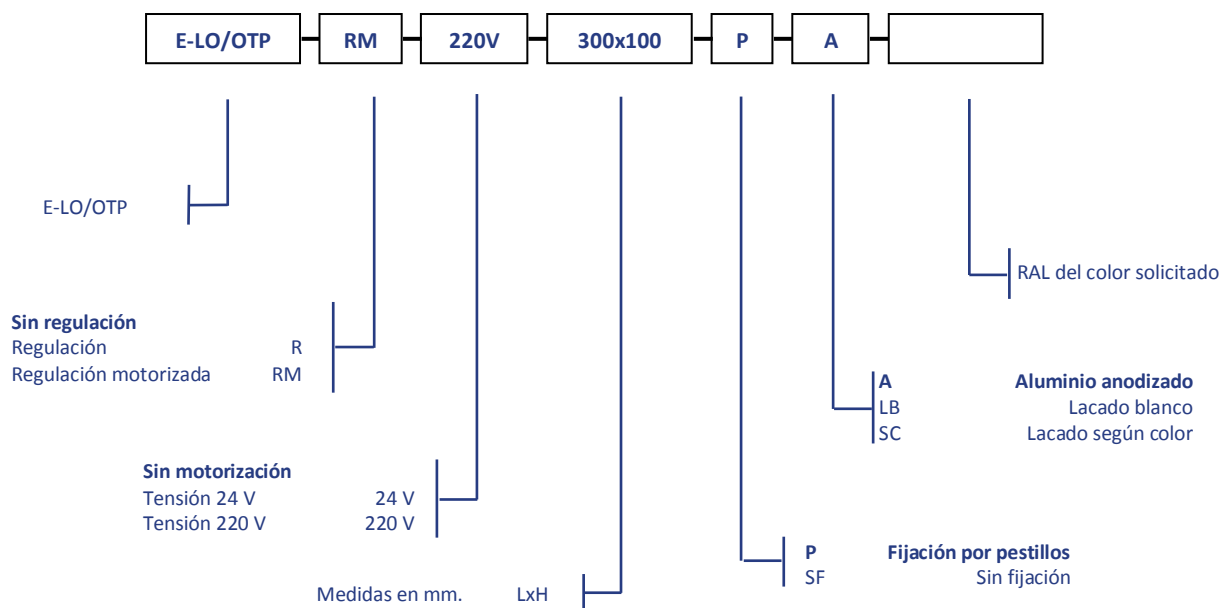 E-LO/OTP RM 220V 300x100 P A
E-LO/OTP
RAL del color solicitado
Sin regulación
Regulación R
Regulación motorizada RM
A Aluminio anodizado
LB Lacado blanco
SC Lacado según color
Sin motorización
Tensión 24 V 24 V
Tensión 220 V 220 V
P Fijación por pestillos
SF Sin fijación
Medidas en mm. LxH